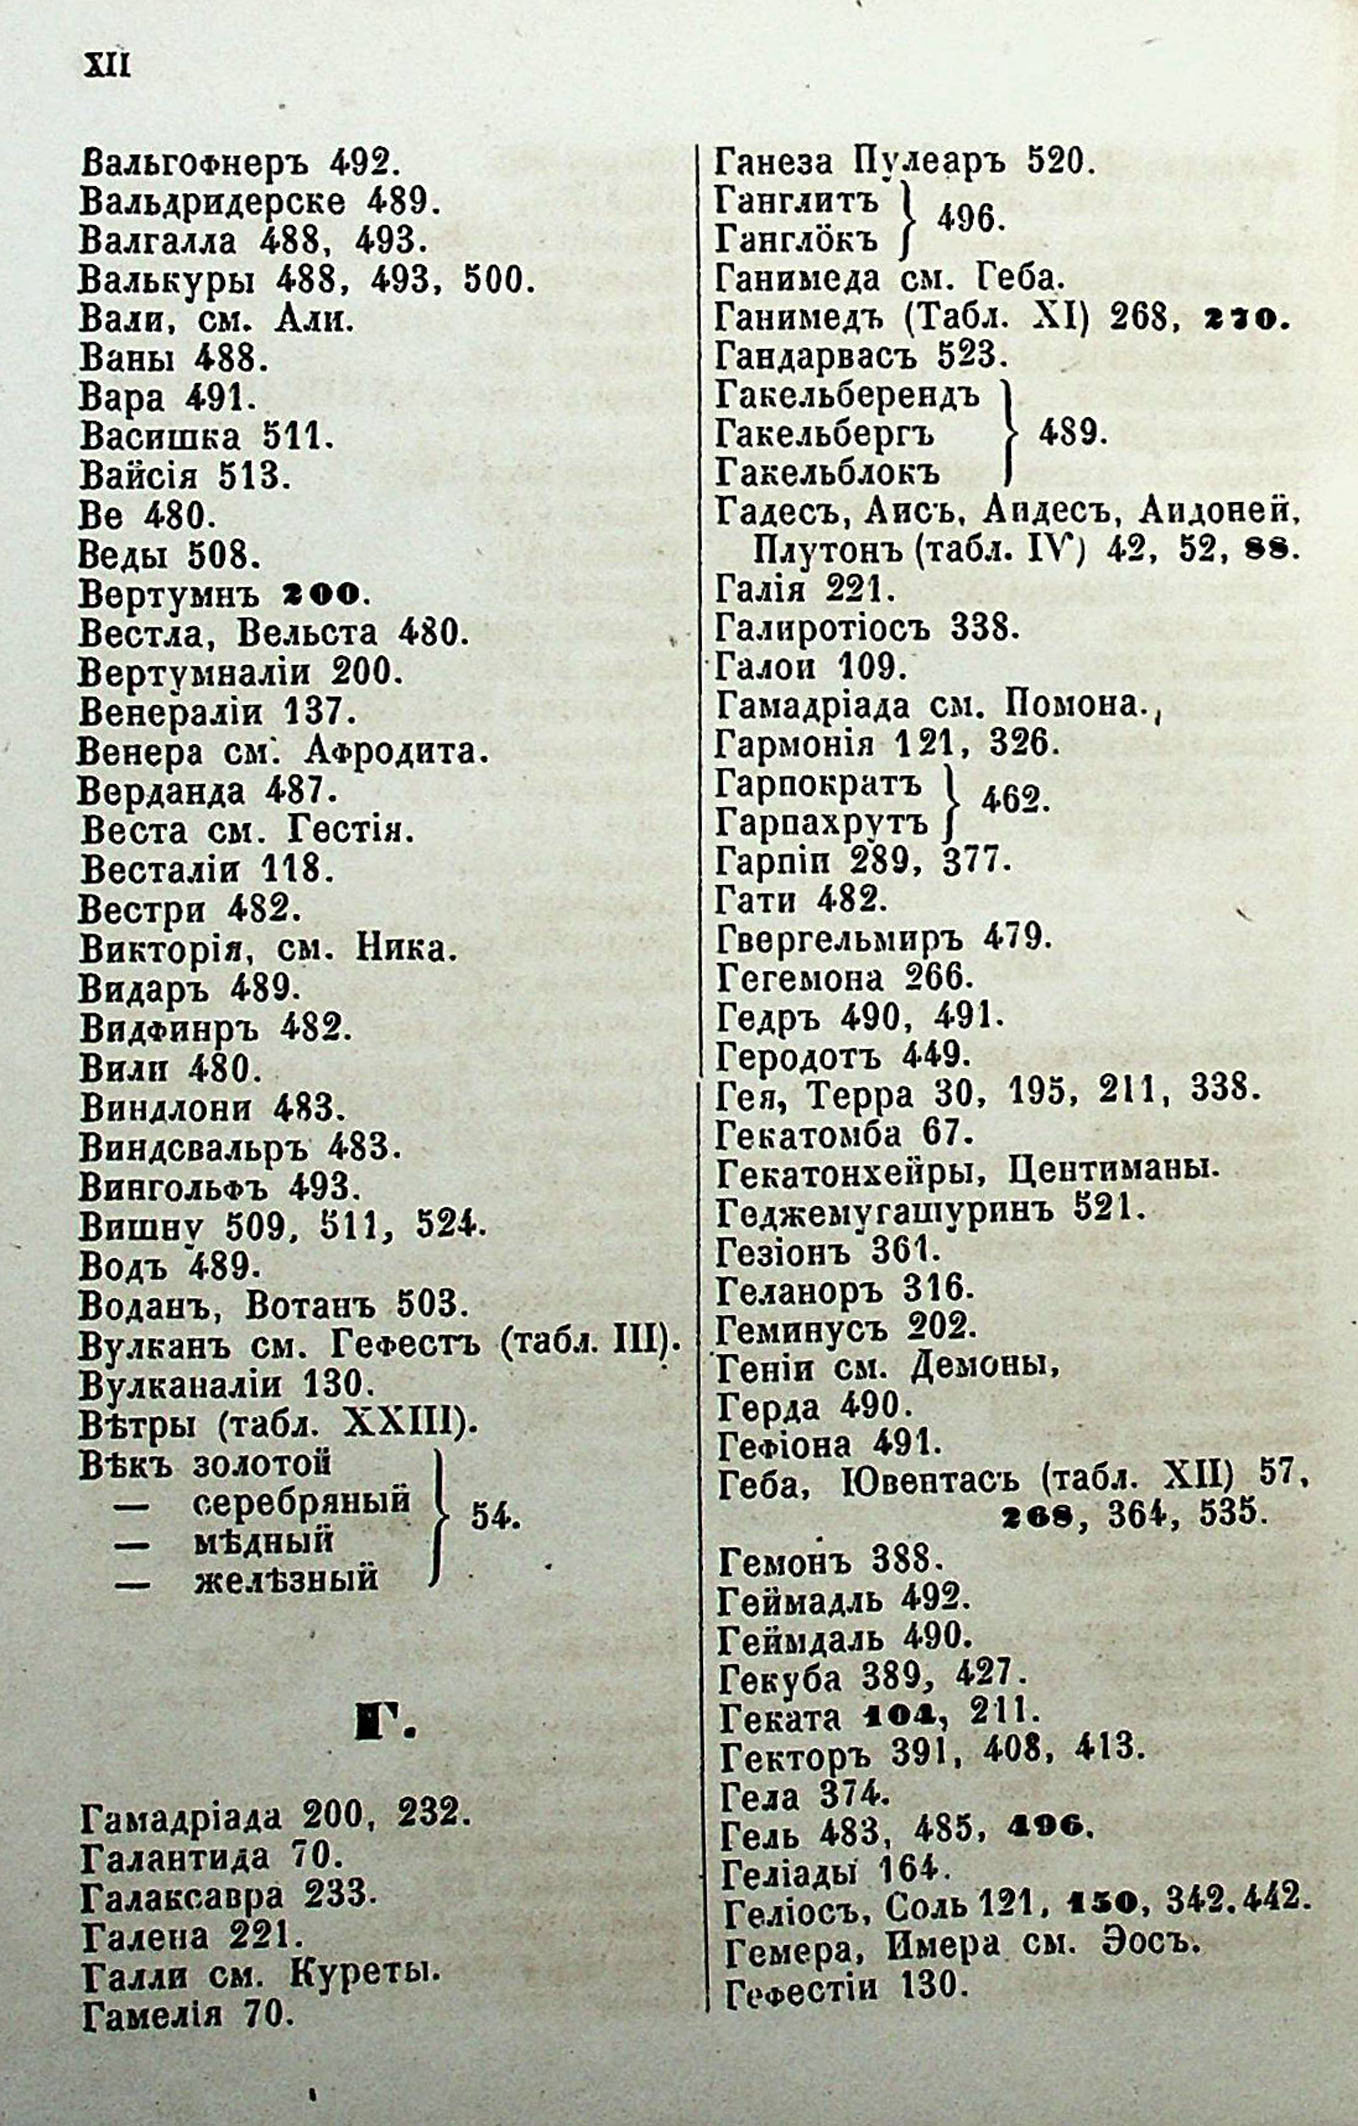 XII
Вальгофнеръ 492.
Вальдридерске 489.
Валгалла 488, 493.
Валькуры 488, 493, 500.
Вали, см. Али.
Ваны 488.
Вара 491.
Васишка 511.
Вайсія 513.
Ве 480.
Веды 508.
Вертумнъ 200.
Вестла, Вельста 480.
Вертумналіи 200.
Венераліи 137.
Венера см. Афродита.
Верданда 487.
Веста см. Гестія.
Весталіи 118.
Вестри 482.
Викторія, см. Ника.
Видаръ 489.
Видфинръ 482.
Вили 480.
Виндлони 483.
Виндсвальръ 483.
Вингольфъ 493.
Вишну 509, 511, 524.
Водъ 489.
Воданъ, Вотанъ 503.
Вулканъ см. Гефестъ (табл. III).
Вулканаліи 130.
Вѣтры (табл. XXIII).
Вѣкъ золотой
— серебряный } 54.
— мѣдный
— желѣзный
Г.
Гамадріада 200, 232.
Галантида 70.
Галаксавра 233.
Галена 221.
Галли см. Куреты.
Гамелія 70.
Ганеза Пулеаръ 520.
Ганглитъ } 496.
Ганглöкъ
Ганимеда см. Геба.
Ганимедъ (Табл. XI) 268, 270.
Гандарвасъ 523.
Гакельберендъ
Гакельбергъ } 489.
Гакельблокъ
Гадесъ, Аисъ, Аидесъ, Аидоней,
Плутонъ (табл. IV) 42, 52, 88.
Галія 221.
Галиротіосъ 338.
Галои 109.
Гамадріада см. Помона.
Гармонія 121, 326.
Гарпократъ } 462.
Гарпахрутъ
Гарпіи 289, 377.
Гати 482.
Гвергельмиръ 479.
Гегемона 266.
Гедръ 490, 491.
Геродотъ 449.
Гея, Терра 30, 195, 211, 338.
Гекатомба 67.
Гекатонхейры, Центиманы.
Геджемугашуринъ 521.
Гезіонъ 361.
Геланоръ 316.
Геминусъ 202.
Геніи см. Демоны,
Герда 490.
Гефіона 491.
Геба, Ювентасъ (табл. XII) 57,
268, 364, 535.
Гемонъ 388.
Геймадль 492.
Геймдаль 490.
Гекуба 389, 427.
Геката 104, 211.
Гекторъ 391, 408, 413.
Гела 374.
Гель 483, 485, 496.
Геліады 164.
Геліосъ, Соль 121, 150, 342.442.
Гемера, Имера см. Эосъ.
Гефестіи 130.